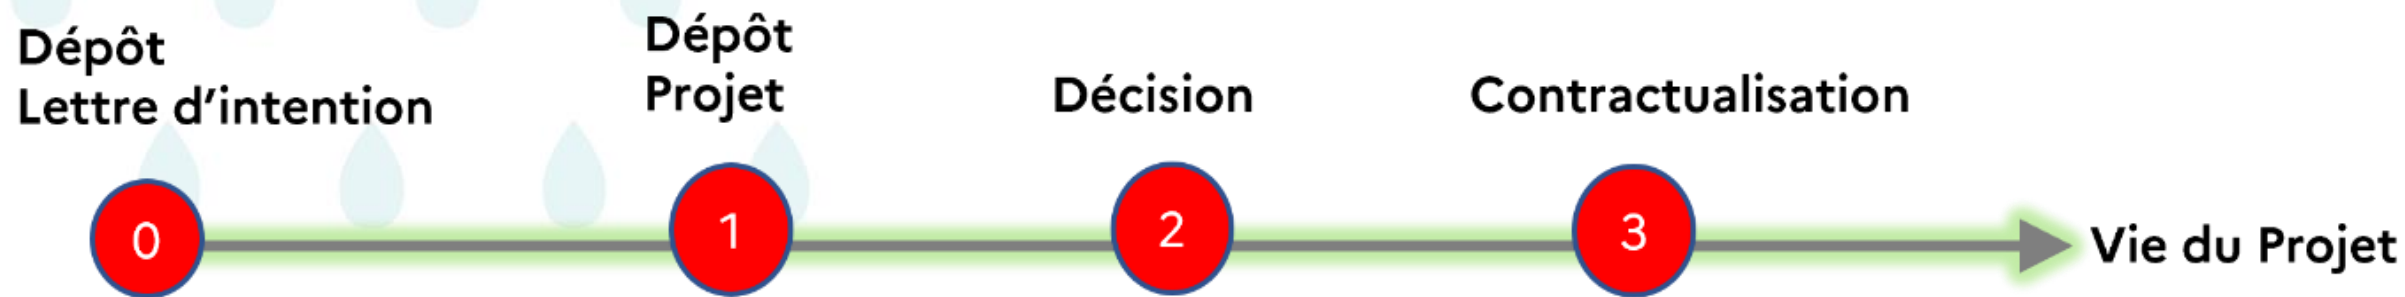 Dépôt
Lettre d'intention
Dépôt
Projet
Décision
Contractualisation
0
1
2
3
Vie du Projet